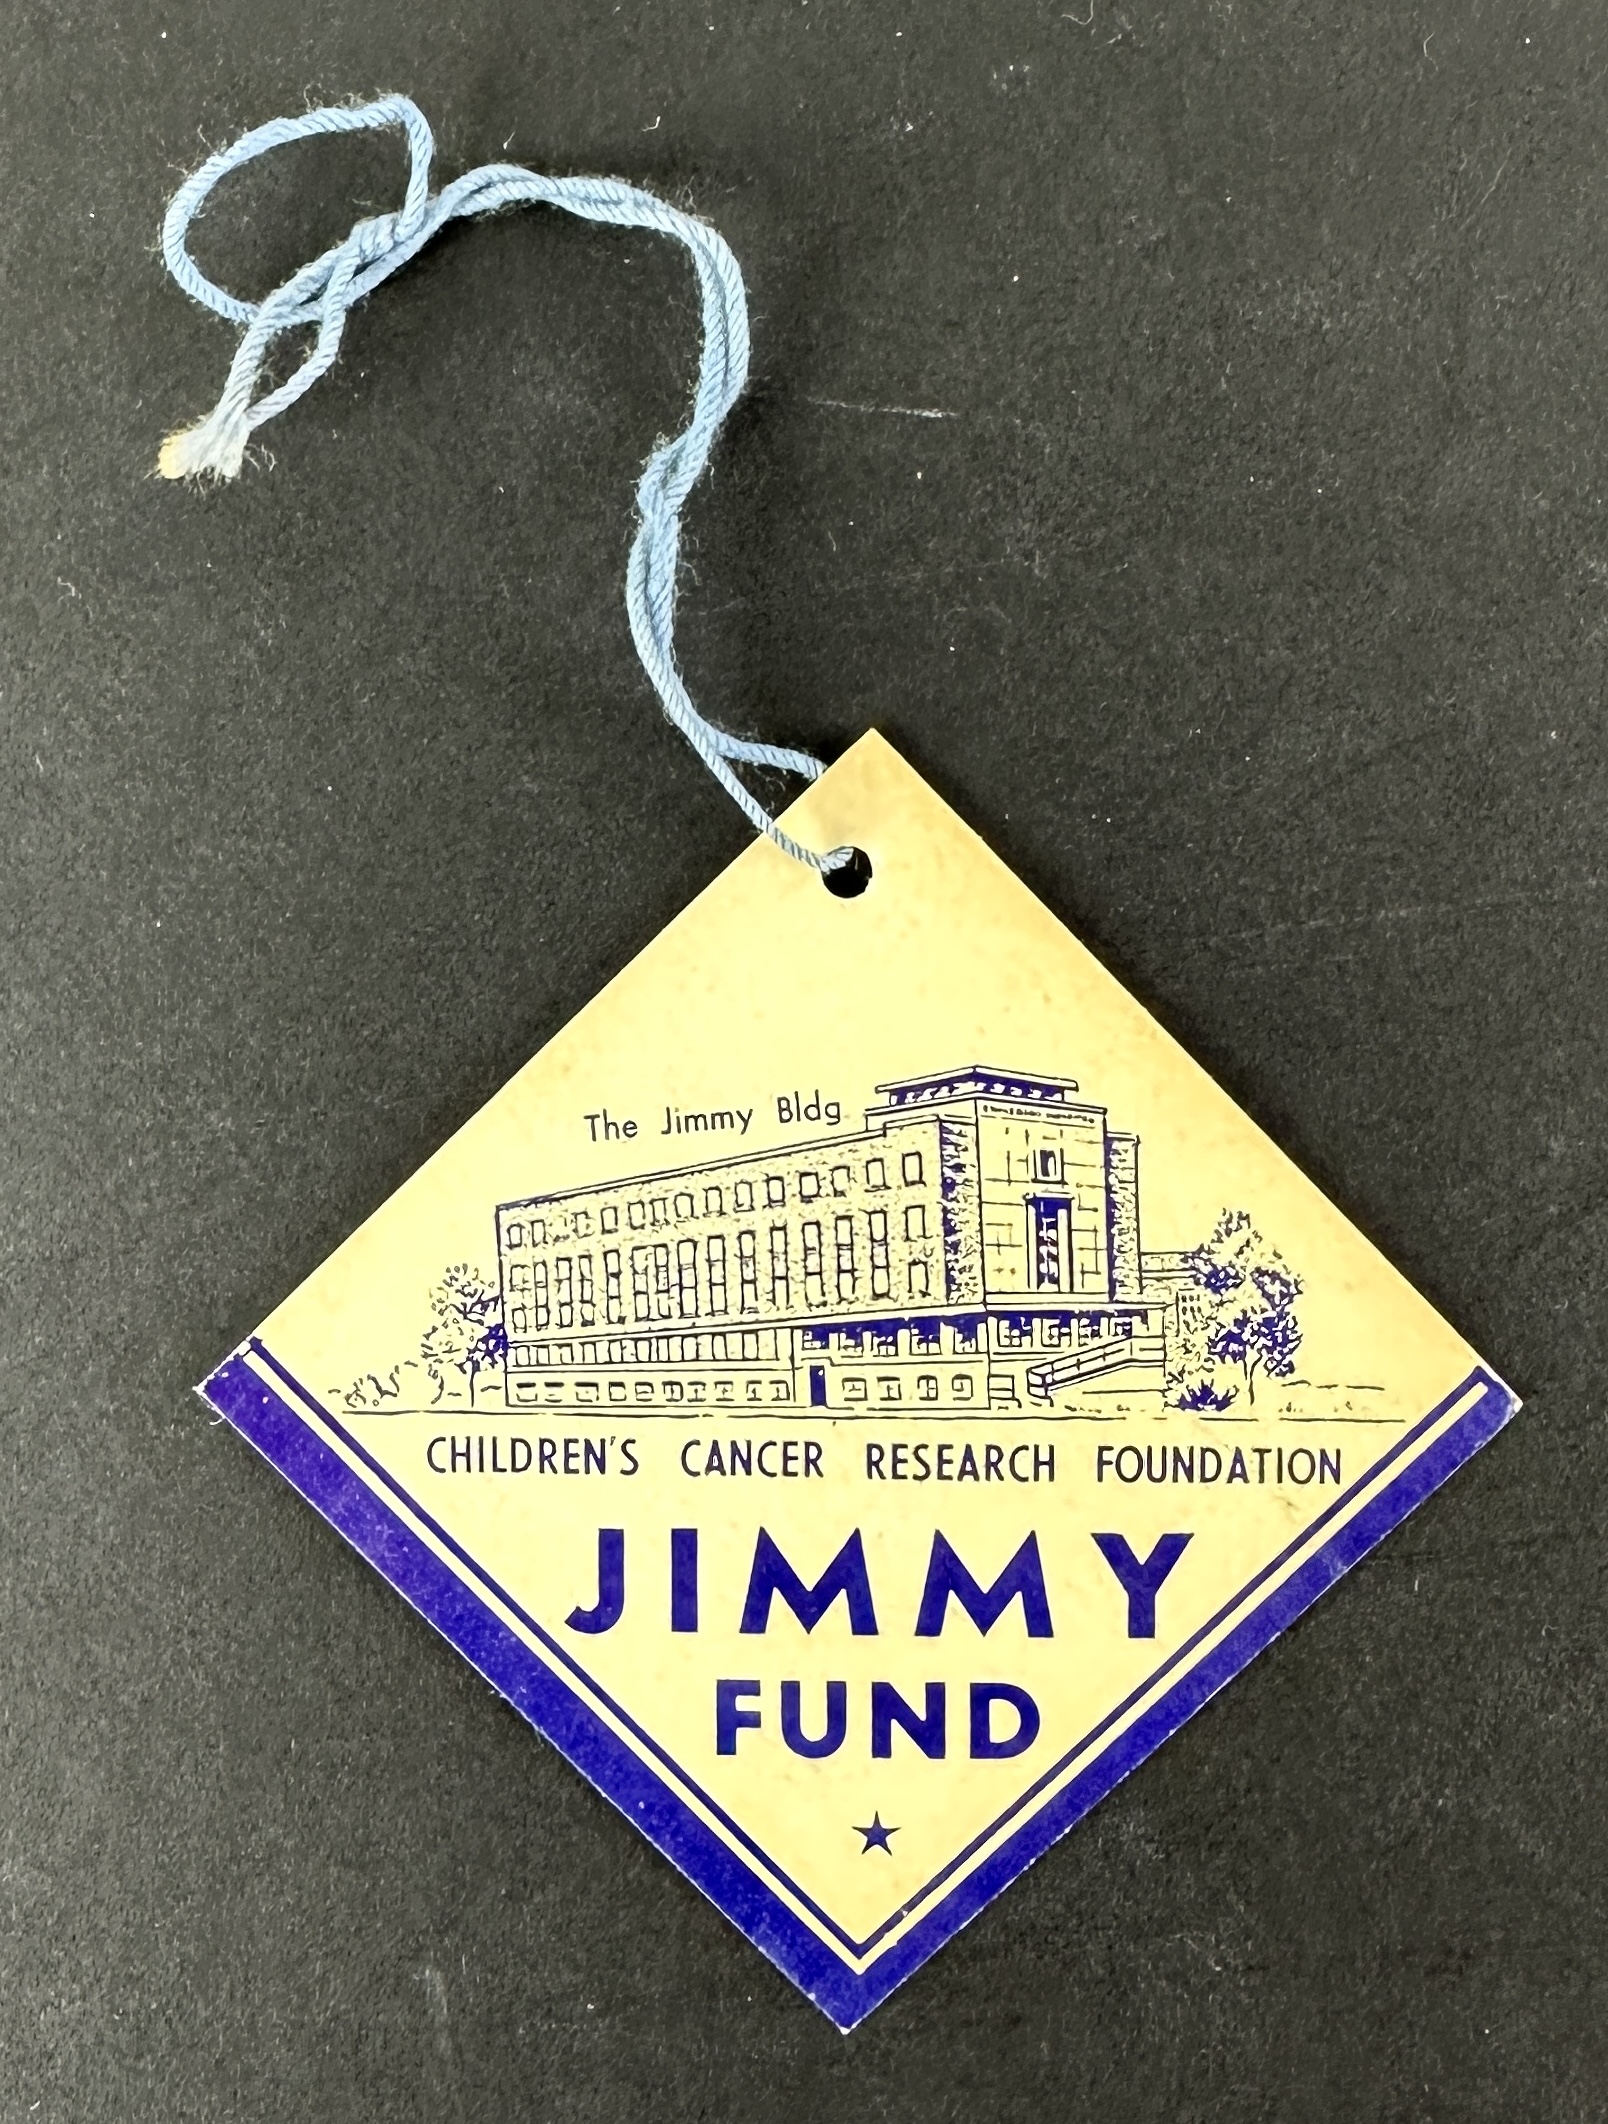 The Jimmy Bldg
CHILDREN'S CANCER RESEARCH FOUNDATION
JIMMY
FUND